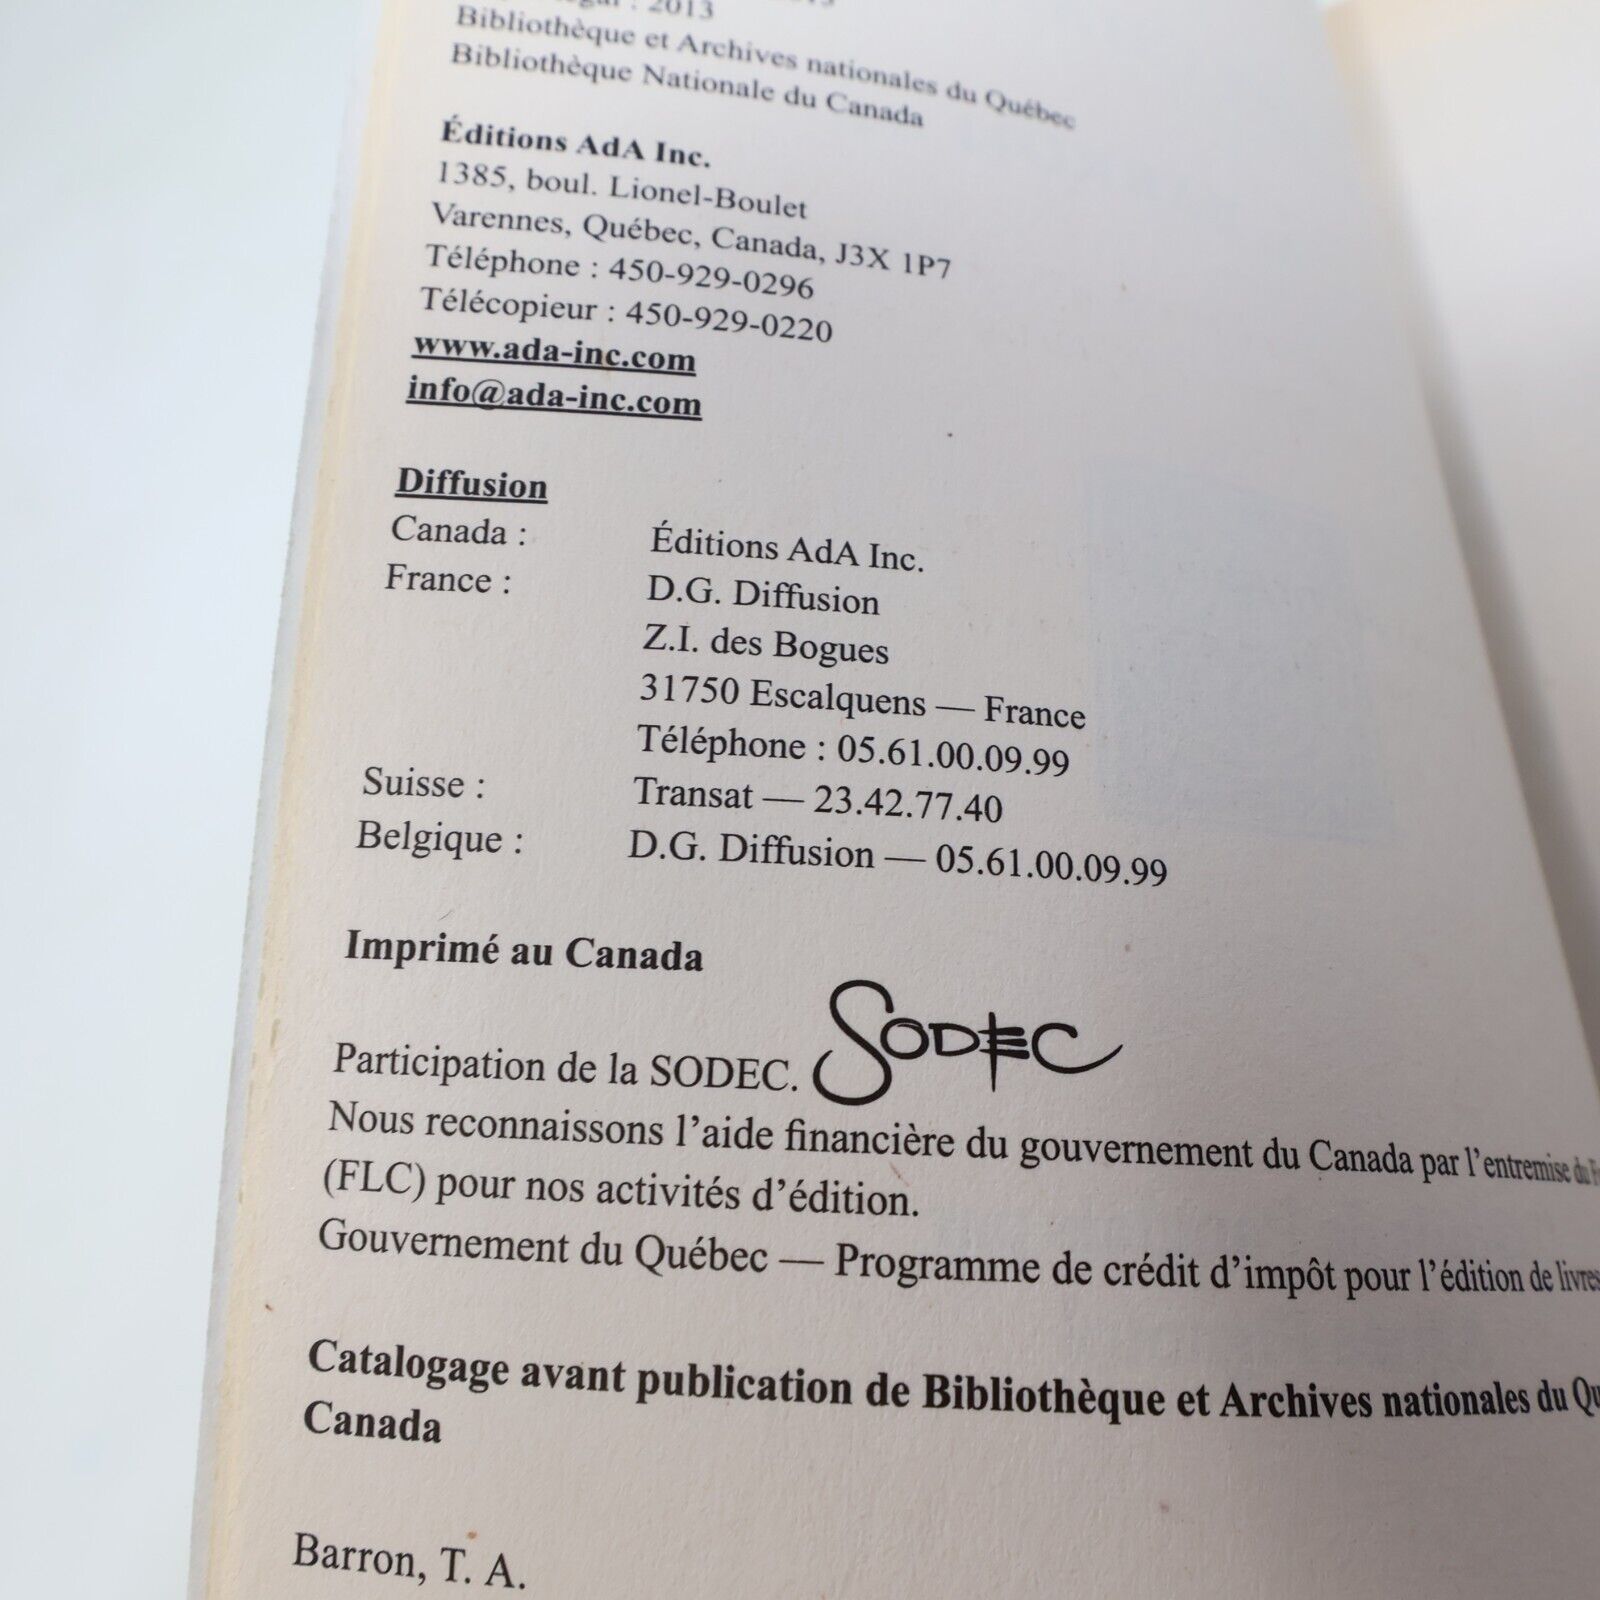 : 2013
Bibliothèque et Archives nationales du Québec
Bibliothèque Nationale du Canada
Éditions AdA Inc.
1385, boul. Lionel-Boulet
Varennes, Québec, Canada, J3X 1P7
Téléphone : 450-929-0296
Télécopieur : 450-929-0220
www.ada-inc.com
info@ada-inc.com
Diffusion
Canada : Éditions AdA Inc.
France : D.G. Diffusion
Z.I. des Bogues
31750 Escalquens — France
Téléphone : 05.61.00.09.99
Suisse : Transat — 23.42.77.40
Belgique : D.G. Diffusion — 05.61.00.09.99
Imprimé au Canada
Participation de la SODEC. SODEC
Nous reconnaissons l’aide financière du gouvernement du Canada par l’entremise du
(FLC) pour nos activités d’édition.
Gouvernement du Québec — Programme de crédit d’impôt pour l’édition de livres
Catalogage avant publication de Bibliothèque et Archives nationales du
Canada
Barron, T. A.